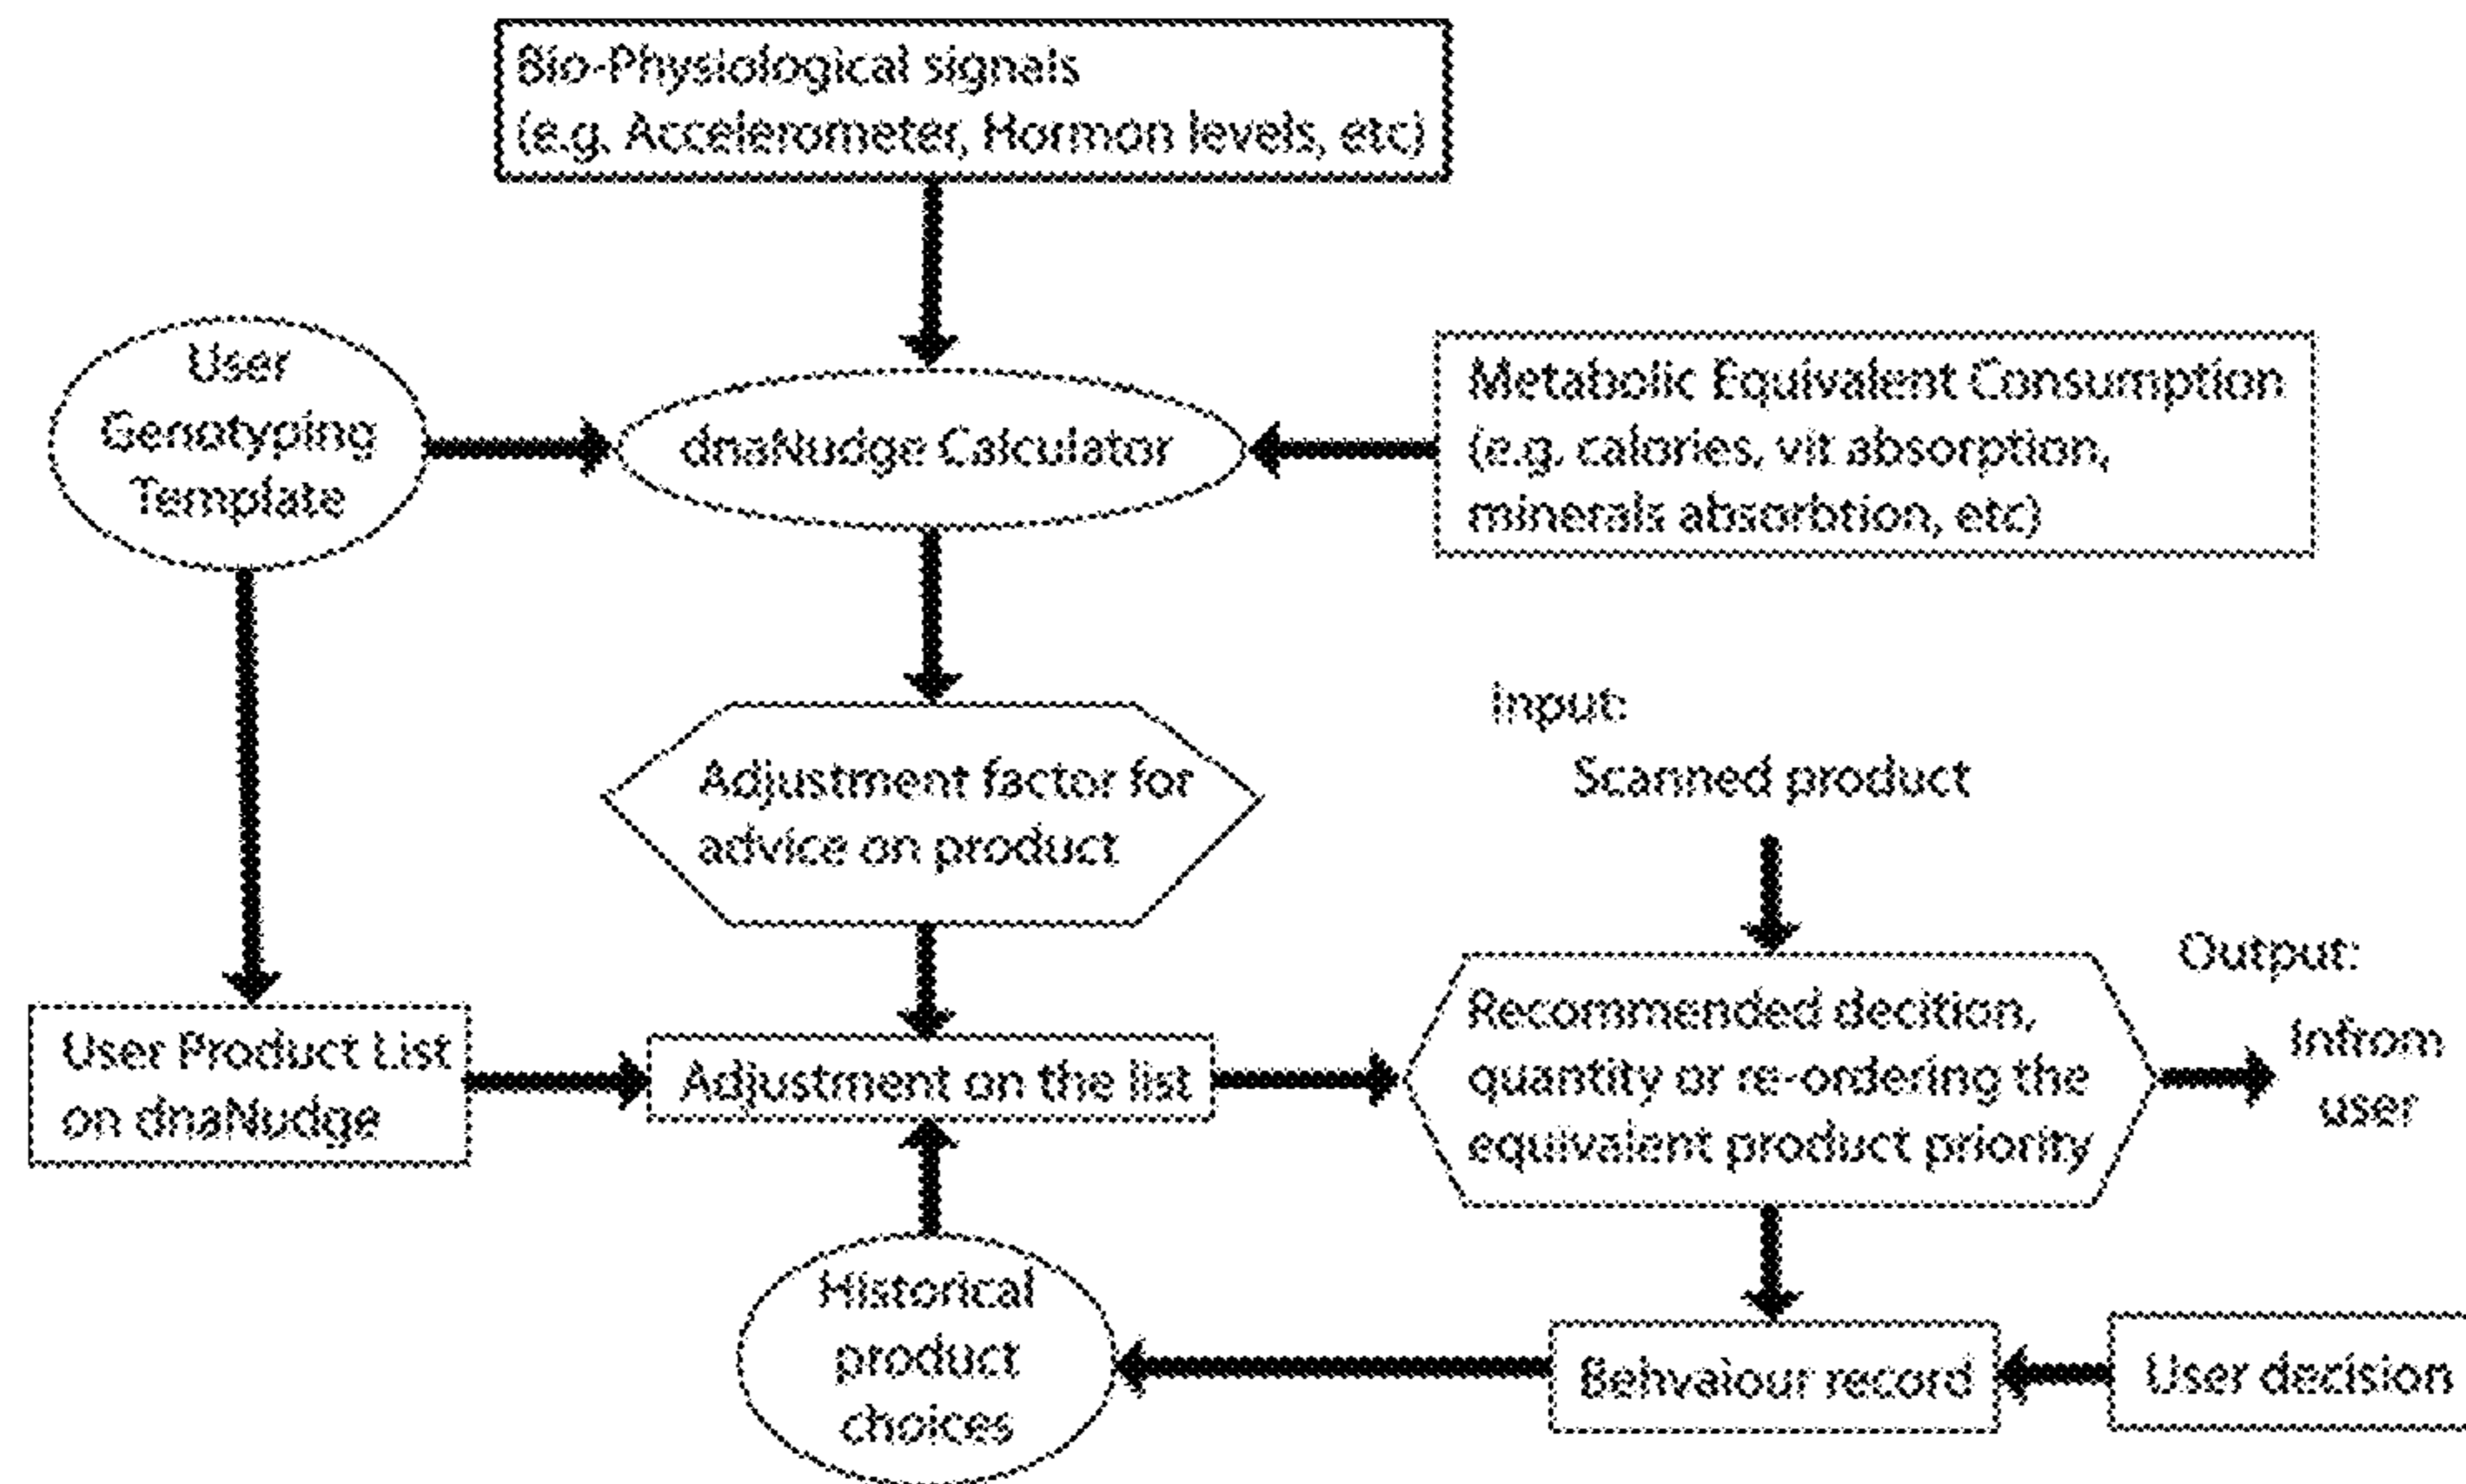 Bio-Physiological signals
(e.g. Accelerometer, Hormon levels, etc)
User
Genotyping
Template
dnaNudge Calculator
Metabolic Equivalent Consumption
(e.g. calories, vit absorption,
minerals absorbtion, etc)
Adjustment factor for
advice on product
Input:
Scanned product
User Product List
on dnaNudge
Adjustment on the list
Recommended decition,
quantity or re-ordering the
equivalent product priority
Output:
Infrom
user
Historical
product
choices
Behvaiour record
User decision